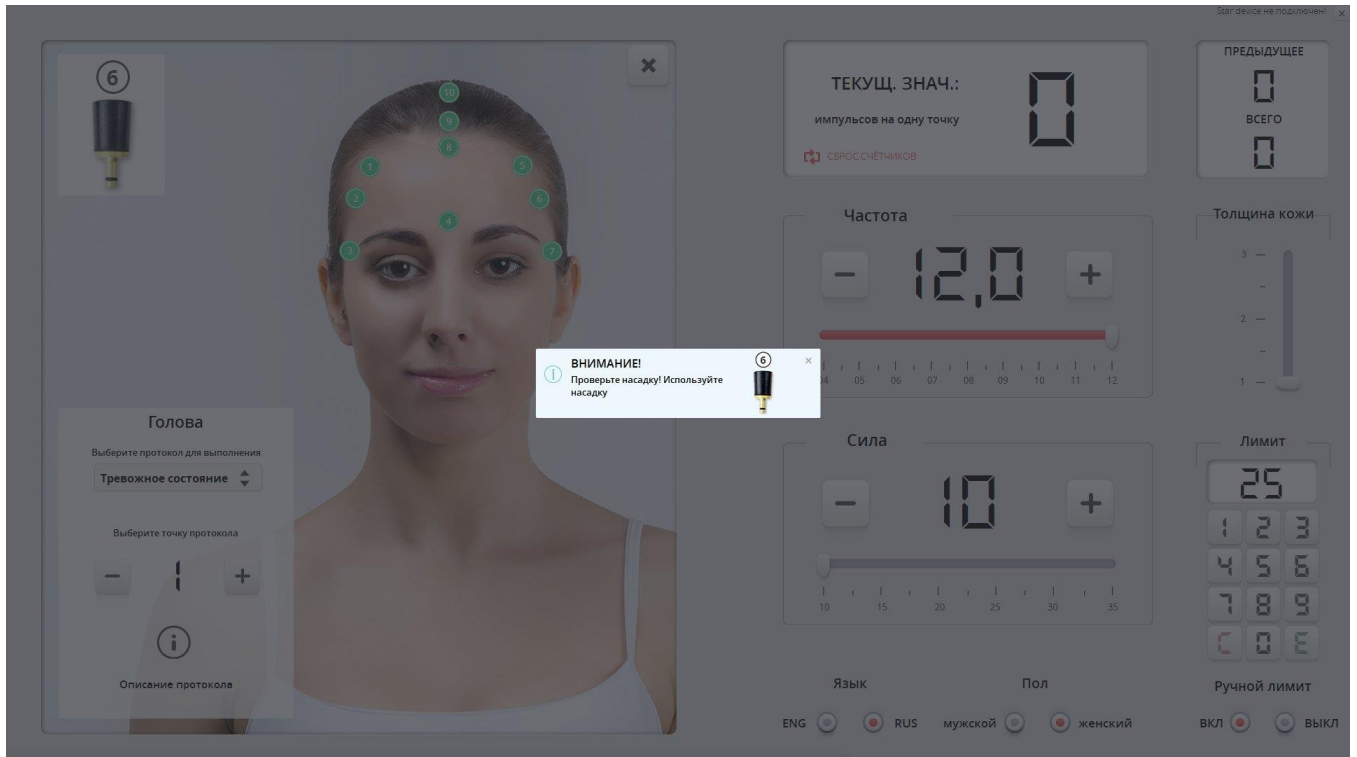 Star device не подключен!
6
10
9
8
1
5
2
6
4
3
7
ВНИМАНИЕ!
Проверьте насадку! Используйте
насадку
6
Голова
Выберите протокол для выполнения
Тревожное состояние
Выберите точку протокола
1
Описание протокола
ТЕКУЩ. ЗНАЧ.:
импульсов на одну точку
0
СБРОС СЧЁТЧИКОВ
ПРЕДЫДУЩЕЕ
0
ВСЕГО
0
Частота
12,0
04 05 06 07 08 09 10 11 12
Толщина кожи
3
2
1
Сила
10
10 15 20 25 30 35
Лимит
25
1 2 3
4 5 6
7 8 9
C 0 E
Язык
ENG RUS
Пол
мужской женский
Ручной лимит
ВКЛ ВЫКЛ